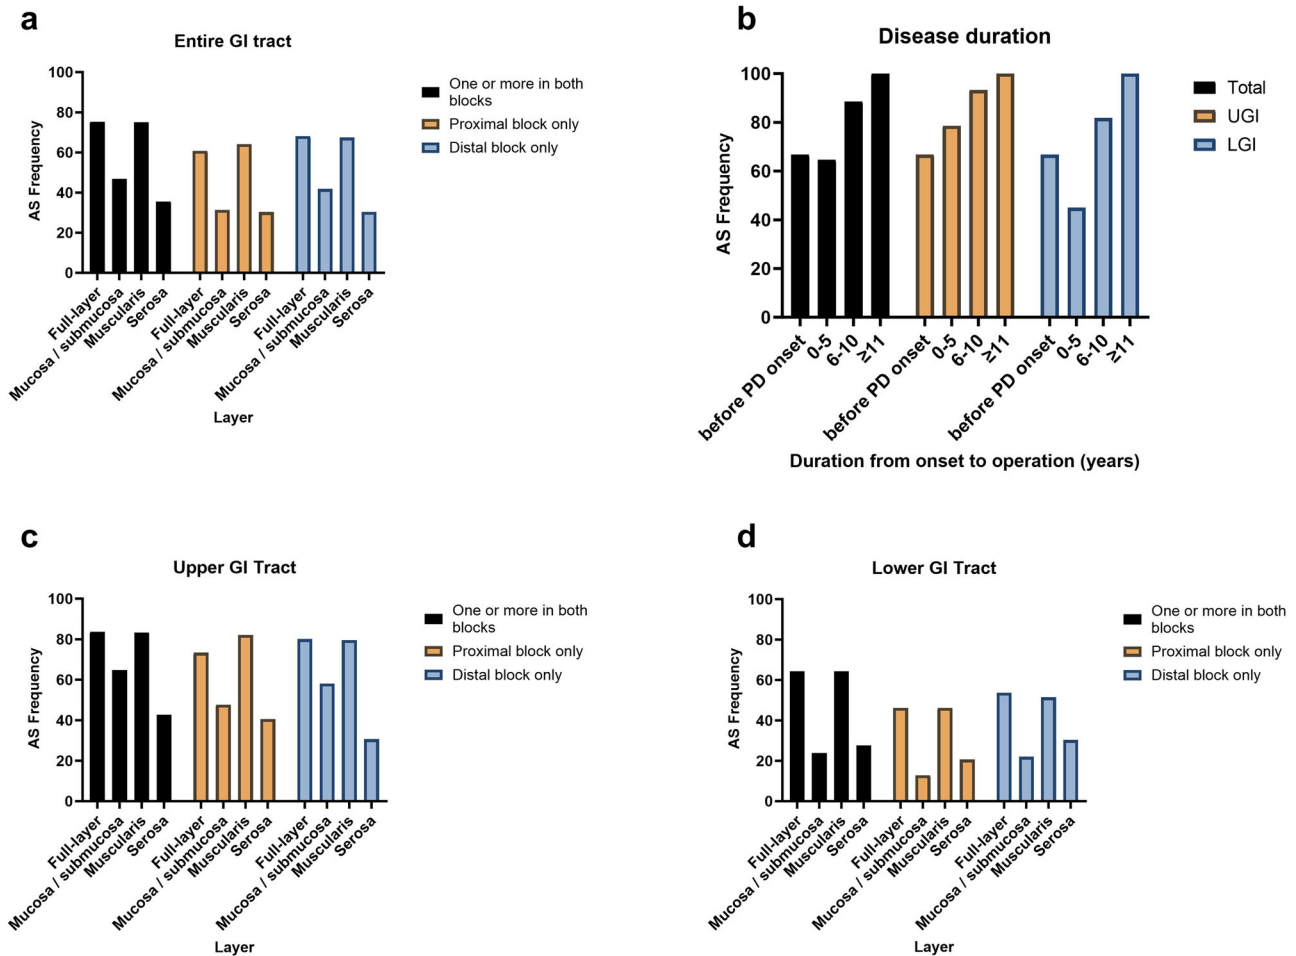 a
Entire GI tract
100
80
60
40
20
0
AS Frequency
Full-layer
Mucosa / submucosa
Muscularis
Serosa
Full-layer
Mucosa / submucosa
Muscularis
Serosa
Full-layer
Mucosa / submucosa
Muscularis
Serosa
Layer
One or more in both
blocks
Proximal block only
Distal block only
b
Disease duration
100
80
60
40
20
0
AS Frequency
before PD onset
0-5
6-10
≥11
before PD onset
0-5
6-10
≥11
before PD onset
0-5
6-10
≥11
Duration from onset to operation (years)
Total
UGI
LGI
c
Upper GI Tract
100
80
60
40
20
0
AS Frequency
Full-layer
Mucosa / submucosa
Muscularis
Serosa
Full-layer
Mucosa / submucosa
Muscularis
Serosa
Full-layer
Mucosa / submucosa
Muscularis
Serosa
Layer
One or more in both
blocks
Proximal block only
Distal block only
d
Lower GI Tract
100
80
60
40
20
0
AS Frequency
Full-layer
Mucosa / submucosa
Muscularis
Serosa
Full-layer
Mucosa / submucosa
Muscularis
Serosa
Full-layer
Mucosa / submucosa
Muscularis
Serosa
Layer
One or more in both
blocks
Proximal block only
Distal block only